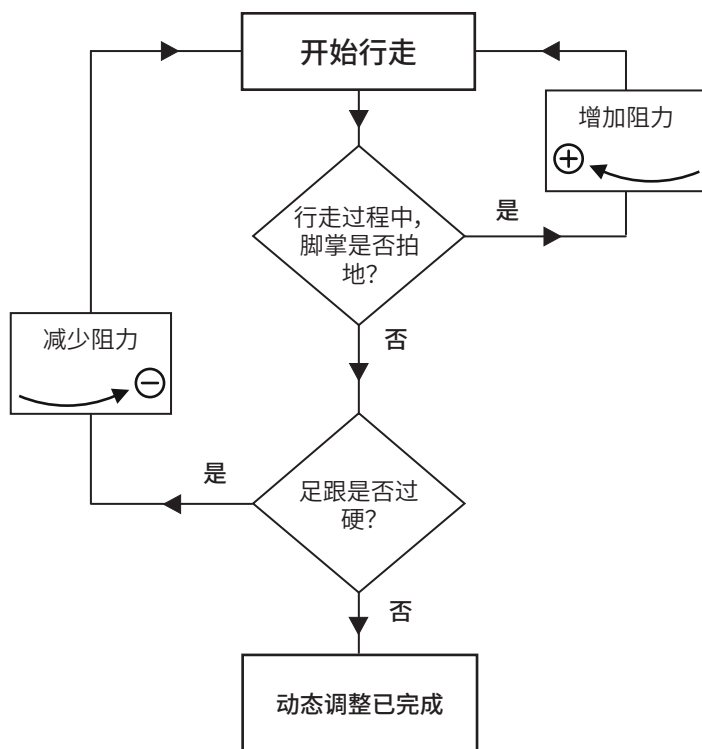 开始行走
增加阻力
行走过程中，
脚掌是否拍
地？
是
减少阻力
否
足跟是否过
硬？
是
否
动态调整已完成